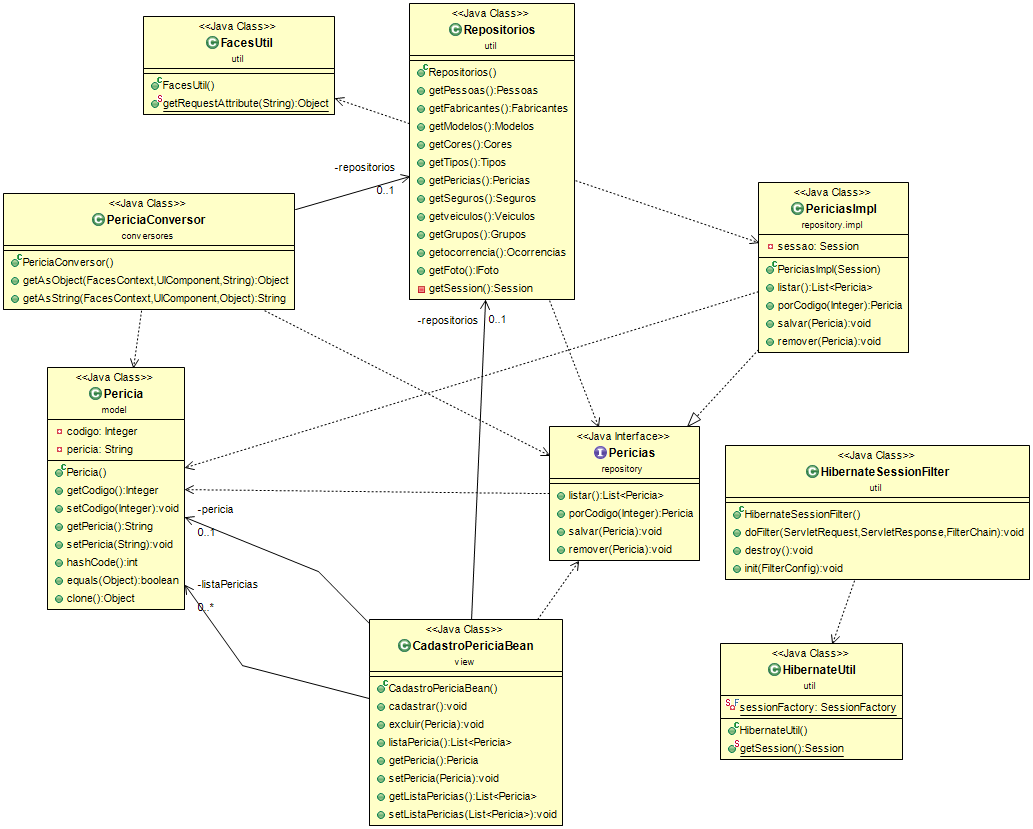 <<Java Class>>
FacesUtil
util
FacesUtil()
getRequestAttribute(String):Object
<<Java Class>>
Repositorios
util
Repositorios()
getPessoas():Pessoas
getFabricantes():Fabricantes
getModelos():Modelos
getCores():Cores
getTipos():Tipos
getPericias():Pericias
getSeguros():Seguros
getveiculos():Veiculos
getGrupos():Grupos
getocorrencia():Ocorrencias
getFoto():IFoto
getSession():Session
-repositorios
0..1
<<Java Class>>
PericiaConversor
conversores
PericiaConversor()
getAsObject(FacesContext,UIComponent,String):Object
getAsString(FacesContext,UIComponent,Object):String
<<Java Class>>
PericiasImpl
repository.impl
sessao: Session
PericiasImpl(Session)
listar():List<Pericia>
porCodigo(Integer):Pericia
salvar(Pericia):void
remover(Pericia):void
-repositorios
0..1
<<Java Class>>
Pericia
model
codigo: Integer
pericia: String
Pericia()
getCodigo():Integer
setCodigo(Integer):void
getPericia():String
setPericia(String):void
hashCode():int
equals(Object):boolean
clone():Object
-pericia
0..1
-listaPericias
0..*
<<Java Interface>>
Pericias
repository
listar():List<Pericia>
porCodigo(Integer):Pericia
salvar(Pericia):void
remover(Pericia):void
<<Java Class>>
HibernateSessionFilter
util
HibernateSessionFilter()
doFilter(ServletRequest,ServletResponse,FilterChain):void
destroy():void
init(FilterConfig):void
<<Java Class>>
CadastroPericiaBean
view
CadastroPericiaBean()
cadastrar():void
excluir(Pericia):void
listaPericia():List<Pericia>
getPericia():Pericia
setPericia(Pericia):void
getListaPericias():List<Pericia>
setListaPericias(List<Pericia>):void
<<Java Class>>
HibernateUtil
util
sessionFactory: SessionFactory
HibernateUtil()
getSession():Session